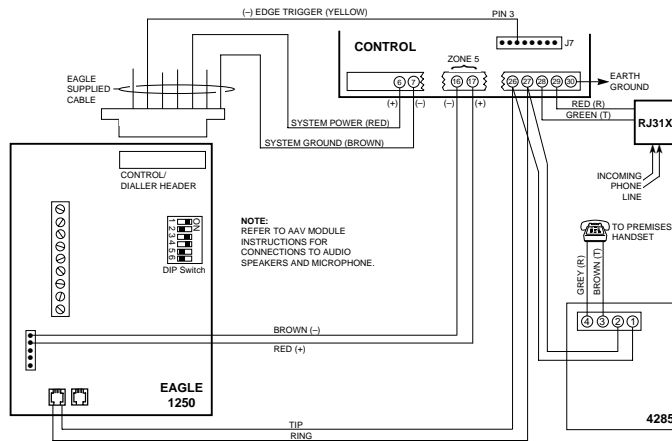 (–) EDGE TRIGGER (YELLOW)
PIN 3
J7
CONTROL
ZONE 5
EAGLE
SUPPLIED
CABLE
6 7 16 17 26 27 28 29 30
EARTH
GROUND
(+) (–) (–) (+)
RED (R)
GREEN (T)
RJ31X
SYSTEM POWER (RED)
SYSTEM GROUND (BROWN)
CONTROL/
DIALLER HEADER
INCOMING
PHONE
LINE
ON
1 2 3 4 5 6
DIP Switch
NOTE:
REFER TO AAV MODULE
INSTRUCTIONS FOR
CONNECTIONS TO AUDIO
SPEAKERS AND MICROPHONE.
TO PREMISES
HANDSET
GREY (R)
BROWN (T)
4 3 2 1
BROWN (–)
RED (+)
EAGLE
1250
4285
TIP
RING